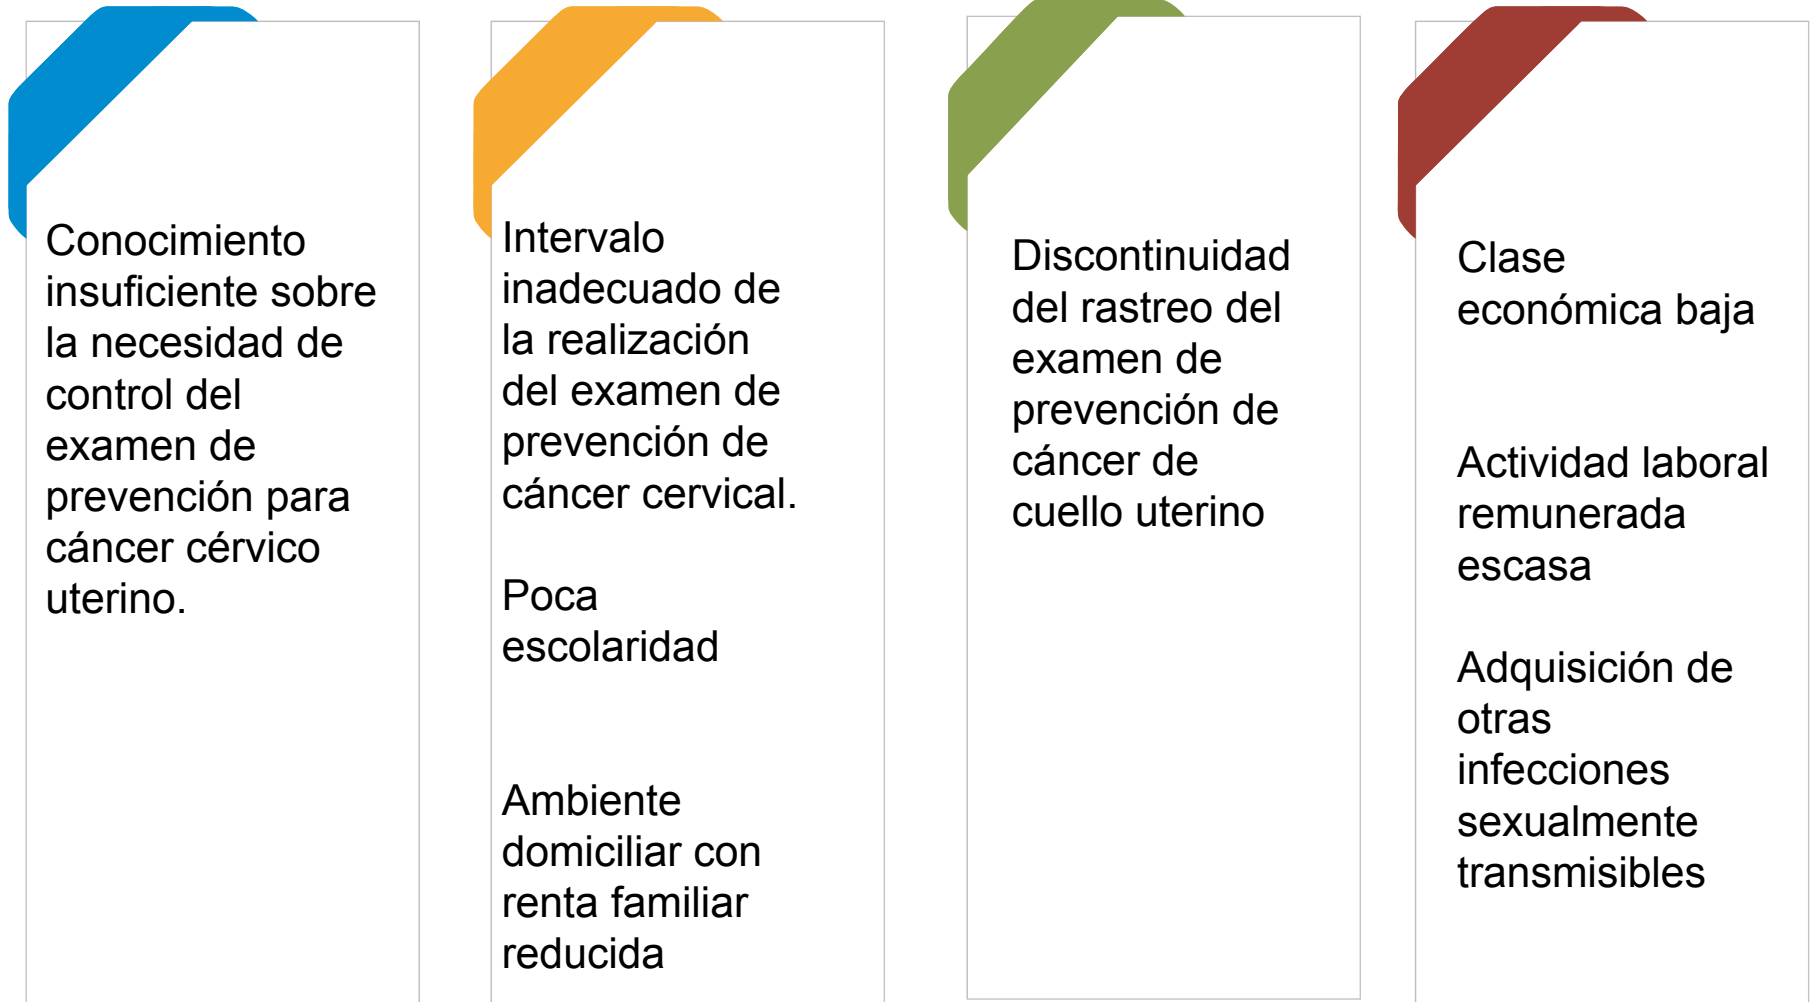 Conocimiento
insuficiente sobre
la necesidad de
control del
examen de
prevención para
cáncer cérvico
uterino.
Intervalo
inadecuado de
la realización
del examen de
prevención de
cáncer cervical.
Poca
escolaridad
Ambiente
domiciliar con
renta familiar
reducida
Discontinuidad
del rastreo del
examen de
prevención de
cáncer de
cuello uterino
Clase
económica baja
Actividad laboral
remunerada
escasa
Adquisición de
otras
infecciones
sexualmente
transmisibles